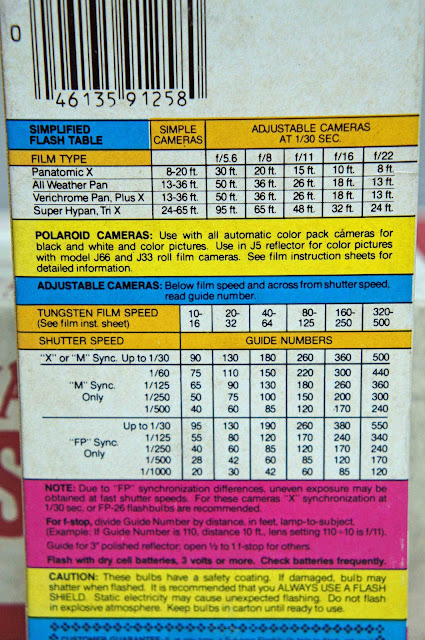 0
46135 91258
SIMPLIFIED FLASH TABLE SIMPLE CAMERAS ADJUSTABLE CAMERAS AT 1/30 SEC.
FILM TYPE f/5.6 f/8 f/11 f/16 f/22
Panatomic X 8-20 ft. 30 ft. 20 ft. 15 ft. 10 ft. 8 ft.
All Weather Pan 13-36 ft. 50 ft. 36 ft. 26 ft. 18 ft. 13 ft.
Verichrome Pan, Plus X 13-36 ft. 50 ft. 36 ft. 26 ft. 18 ft. 13 ft.
Super Hypan, Tri X 24-65 ft. 95 ft. 65 ft. 48 ft. 32 ft. 24 ft.
POLAROID CAMERAS: Use with all automatic color pack cameras for
black and white and color pictures. Use in J5 reflector for color pictures
with model J66 and J33 roll film cameras. See film instruction sheets for
detailed information.
ADJUSTABLE CAMERAS: Below film speed and across from shutter speed,
read guide number.
TUNGSTEN FILM SPEED (See film inst. sheet) 10-16 20-32 40-64 80-125 160-250 320-500
SHUTTER SPEED GUIDE NUMBERS
"X" or "M" Sync. Up to 1/30 90 130 180 260 360 500
"M" Sync. Only
1/60 75 110 150 220 300 440
1/125 65 90 130 180 260 360
1/250 50 75 100 150 200 300
1/500 40 60 85 120 170 240
"FP" Sync. Only
Up to 1/30 95 130 190 260 380 550
1/125 55 80 120 170 240 340
1/250 40 60 85 120 170 240
1/500 28 42 60 85 120 170
1/1000 20 30 42 60 85 120
NOTE: Due to "FP" synchronization differences, uneven exposure may be
obtained at fast shutter speeds. For these cameras "X" synchronization at
1/30 sec. or FP-26 flashbulbs are recommended.
For f-stop, divide Guide Number by distance, in feet, lamp-to-subject.
(Example: If Guide Number is 110, distance 10 ft., lens setting 110÷10 is f/11).
Guide for 3" polished reflector; open ½ to 1 f-stop for others.
Flash with dry cell batteries, 3 volts or more. Check batteries frequently.
CAUTION: These bulbs have a safety coating. If damaged, bulb may
shatter when flashed. It is recommended that you ALWAYS USE A FLASH
SHIELD. Static electricity may cause unexpected flashing. Do not flash
in explosive atmosphere. Keep bulbs in carton until ready to use.
CUSTOMER GUARANTEE